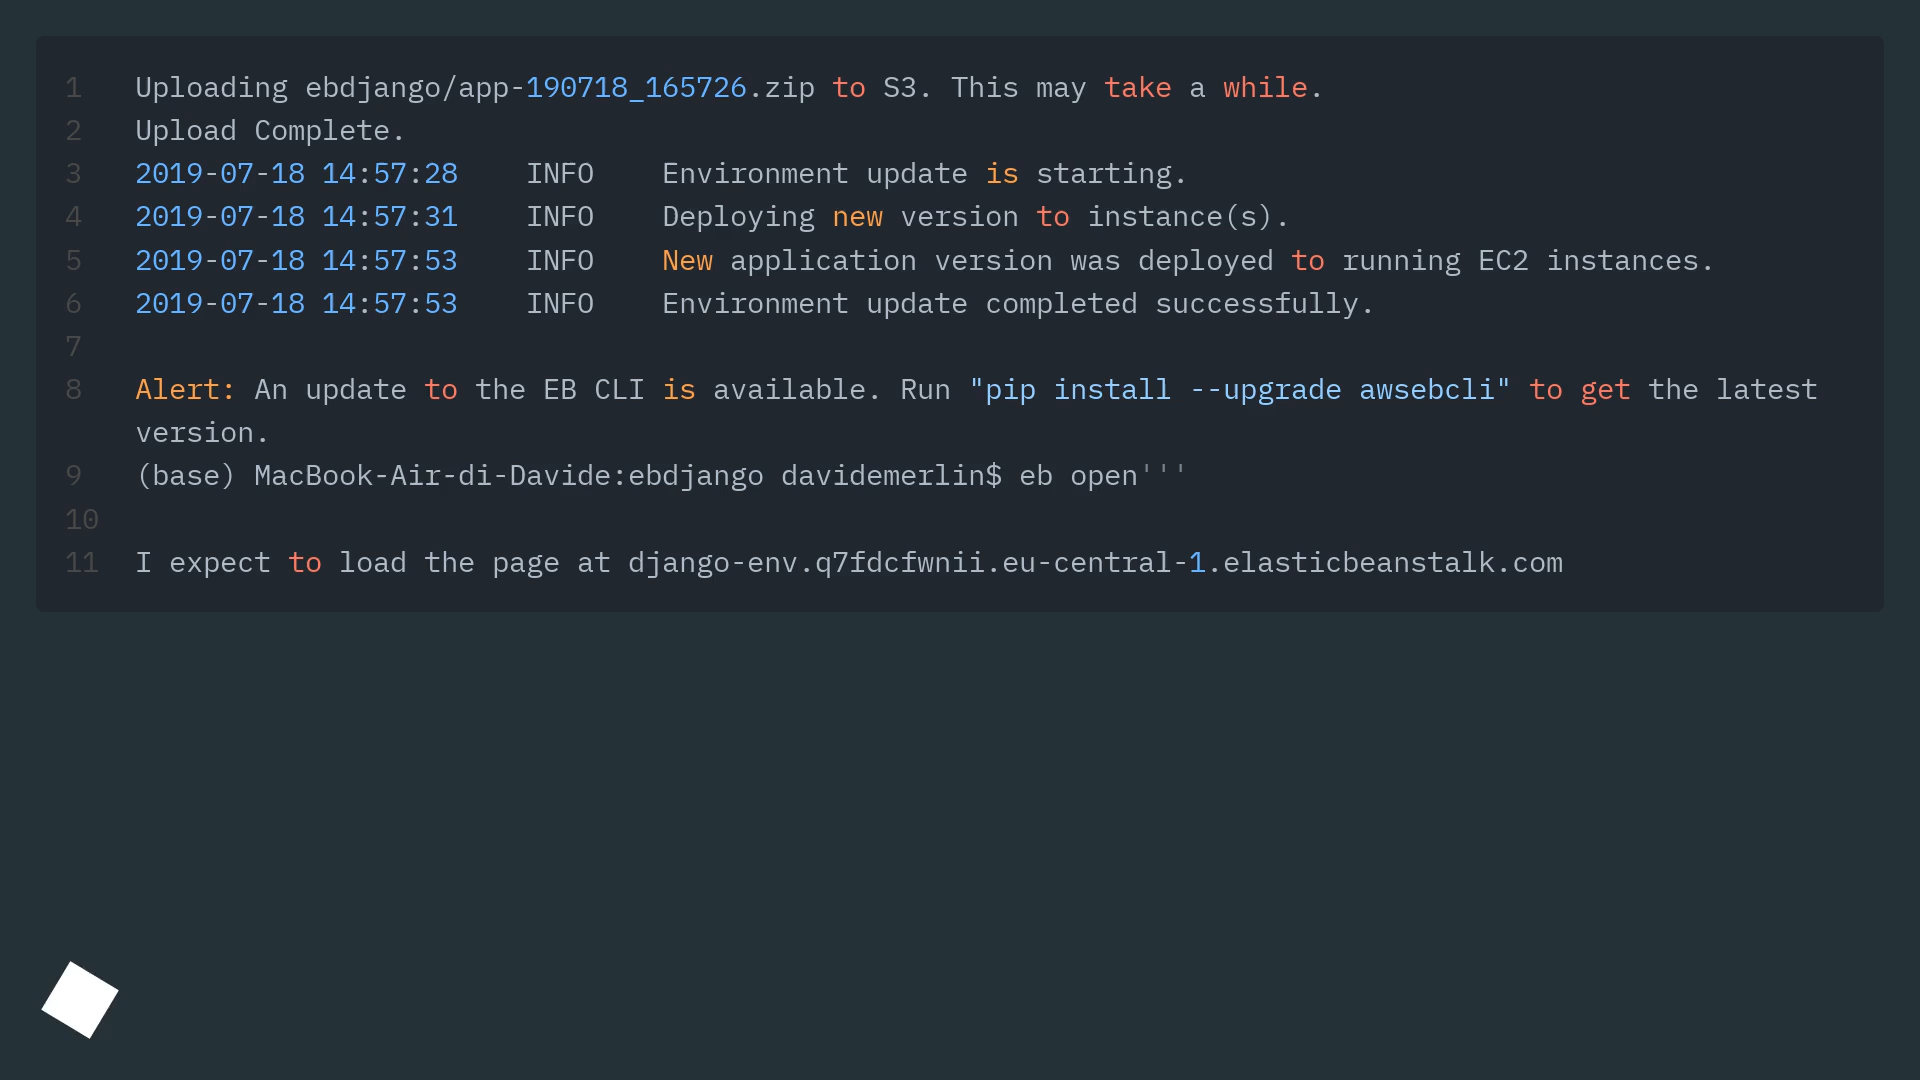 1 Uploading ebdjango/app-190718_165726.zip to S3. This may take a while.
2 Upload Complete.
3 2019-07-18 14:57:28    INFO    Environment update is starting.
4 2019-07-18 14:57:31    INFO    Deploying new version to instance(s).
5 2019-07-18 14:57:53    INFO    New application version was deployed to running EC2 instances.
6 2019-07-18 14:57:53    INFO    Environment update completed successfully.
7
8 Alert: An update to the EB CLI is available. Run "pip install --upgrade awsebcli" to get the latest
version.
9 (base) MacBook-Air-di-Davide:ebdjango davidemerlin$ eb open'''
10
11 I expect to load the page at django-env.q7fdcfwnii.eu-central-1.elasticbeanstalk.com